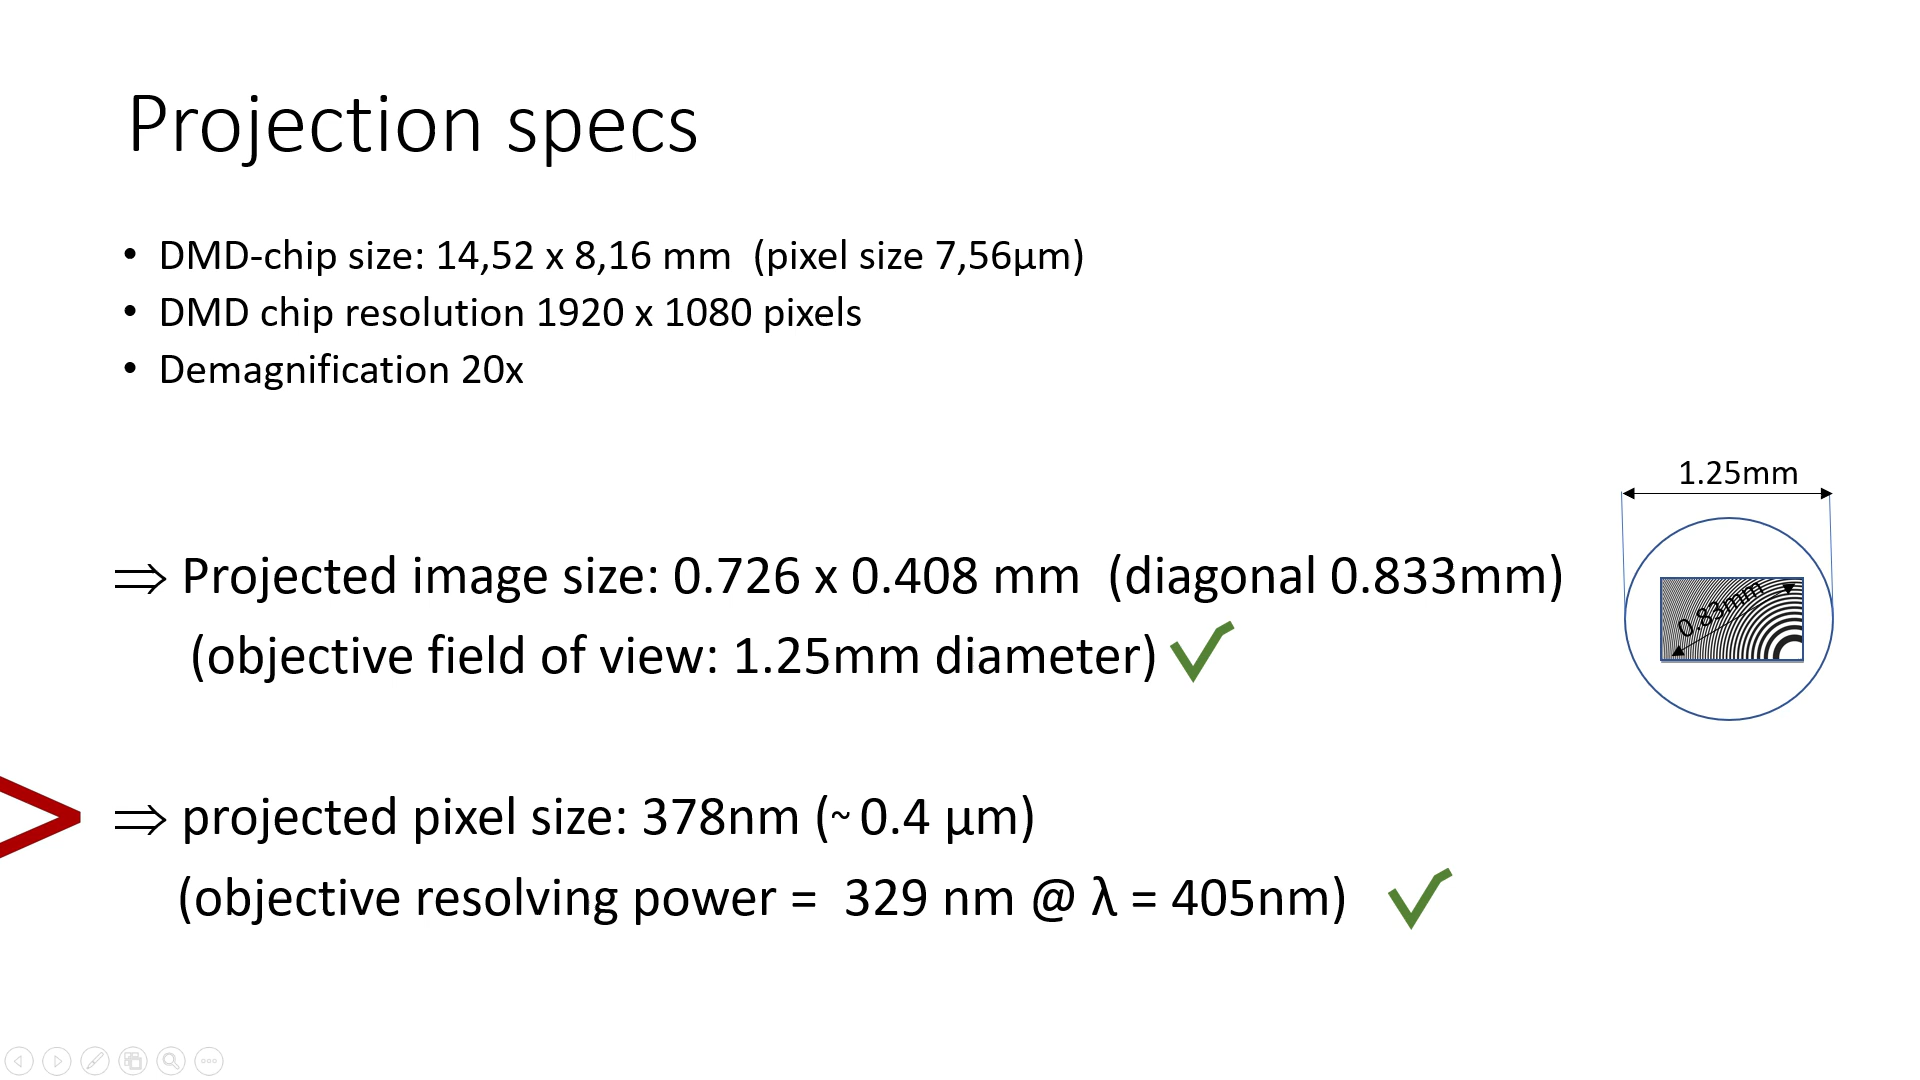 Projection specs
• DMD-chip size: 14,52 x 8,16 mm  (pixel size 7,56µm)
• DMD chip resolution 1920 x 1080 pixels
• Demagnification 20x
1.25mm
⇒ Projected image size: 0.726 x 0.408 mm  (diagonal 0.833mm)
0.83mm
(objective field of view: 1.25mm diameter) ✓
> ⇒ projected pixel size: 378nm (~ 0.4 µm)
(objective resolving power =  329 nm @ λ = 405nm) ✓